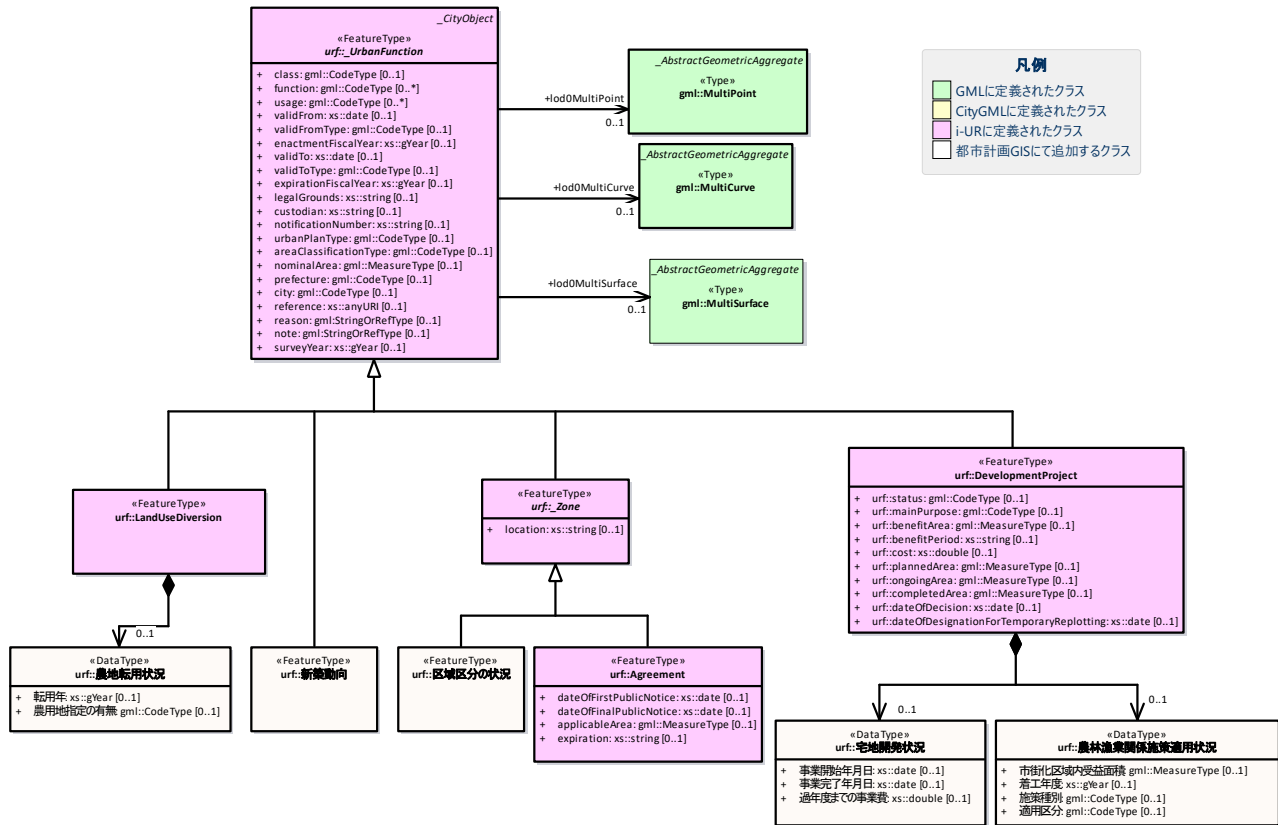 _CityObject
«FeatureType»
urf::_UrbanFunction
+ class: gml::CodeType [0..1]
+ function: gml::CodeType [0..*]
+ usage: gml::CodeType [0..*]
+ validFrom: xs::date [0..1]
+ validFromType: gml::CodeType [0..1]
+ enactmentFiscalYear: xs::gYear [0..1]
+ validTo: xs::date [0..1]
+ validToType: gml::CodeType [0..1]
+ expirationFiscalYear: xs::gYear [0..1]
+ legalGrounds: xs::string [0..1]
+ custodian: xs::string [0..1]
+ notificationNumber: xs::string [0..1]
+ urbanPlanType: gml::CodeType [0..1]
+ areaClassificationType: gml::CodeType [0..1]
+ nominalArea: gml::MeasureType [0..1]
+ prefecture: gml::CodeType [0..1]
+ city: gml::CodeType [0..1]
+ reference: xs::anyURI [0..1]
+ reason: gml:StringOrRefType [0..1]
+ note: gml:StringOrRefType [0..1]
+ surveyYear: xs::gYear [0..1]
+lod0MultiPoint
0..1
_AbstractGeometricAggregate
«Type»
gml::MultiPoint
+lod0MultiCurve
0..1
_AbstractGeometricAggregate
«Type»
gml::MultiCurve
+lod0MultiSurface
0..1
_AbstractGeometricAggregate
«Type»
gml::MultiSurface
凡例
GMLに定義されたクラス
CityGMLに定義されたクラス
i-URに定義されたクラス
都市計画GISにて追加するクラス
«FeatureType»
urf::LandUseDiversion
0..1
«DataType»
urf::農地転用状況
+ 転用年: xs::gYear [0..1]
+ 農用地指定の有無: gml::CodeType [0..1]
«FeatureType»
urf::新築動向
«FeatureType»
urf::_Zone
+ location: xs::string [0..1]
«FeatureType»
urf::区域区分の状況
«FeatureType»
urf::Agreement
+ dateOfFirstPublicNotice: xs::date [0..1]
+ dateOfFinalPublicNotice: xs::date [0..1]
+ applicableArea: gml::MeasureType [0..1]
+ expiration: xs::string [0..1]
«FeatureType»
urf::DevelopmentProject
+ urf::status: gml::CodeType [0..1]
+ urf::mainPurpose: gml::CodeType [0..1]
+ urf::benefitArea: gml::MeasureType [0..1]
+ urf::benefitPeriod: xs::string [0..1]
+ urf::cost: xs::double [0..1]
+ urf::plannedArea: gml::MeasureType [0..1]
+ urf::ongoingArea: gml::MeasureType [0..1]
+ urf::completedArea: gml::MeasureType [0..1]
+ urf::dateOfDecision: xs::date [0..1]
+ urf::dateOfDesignationForTemporaryReplotting: xs::date [0..1]
0..1
«DataType»
urf::宅地開発状況
+ 事業開始年月日: xs::date [0..1]
+ 事業完了年月日: xs::date [0..1]
+ 過年度までの事業費: xs::double [0..1]
0..1
«DataType»
urf::農林漁業関係施策適用状況
+ 市街化区域内受益面積: gml::MeasureType [0..1]
+ 着工年度: xs::gYear [0..1]
+ 施策種別: gml::CodeType [0..1]
+ 適用区分: gml::CodeType [0..1]